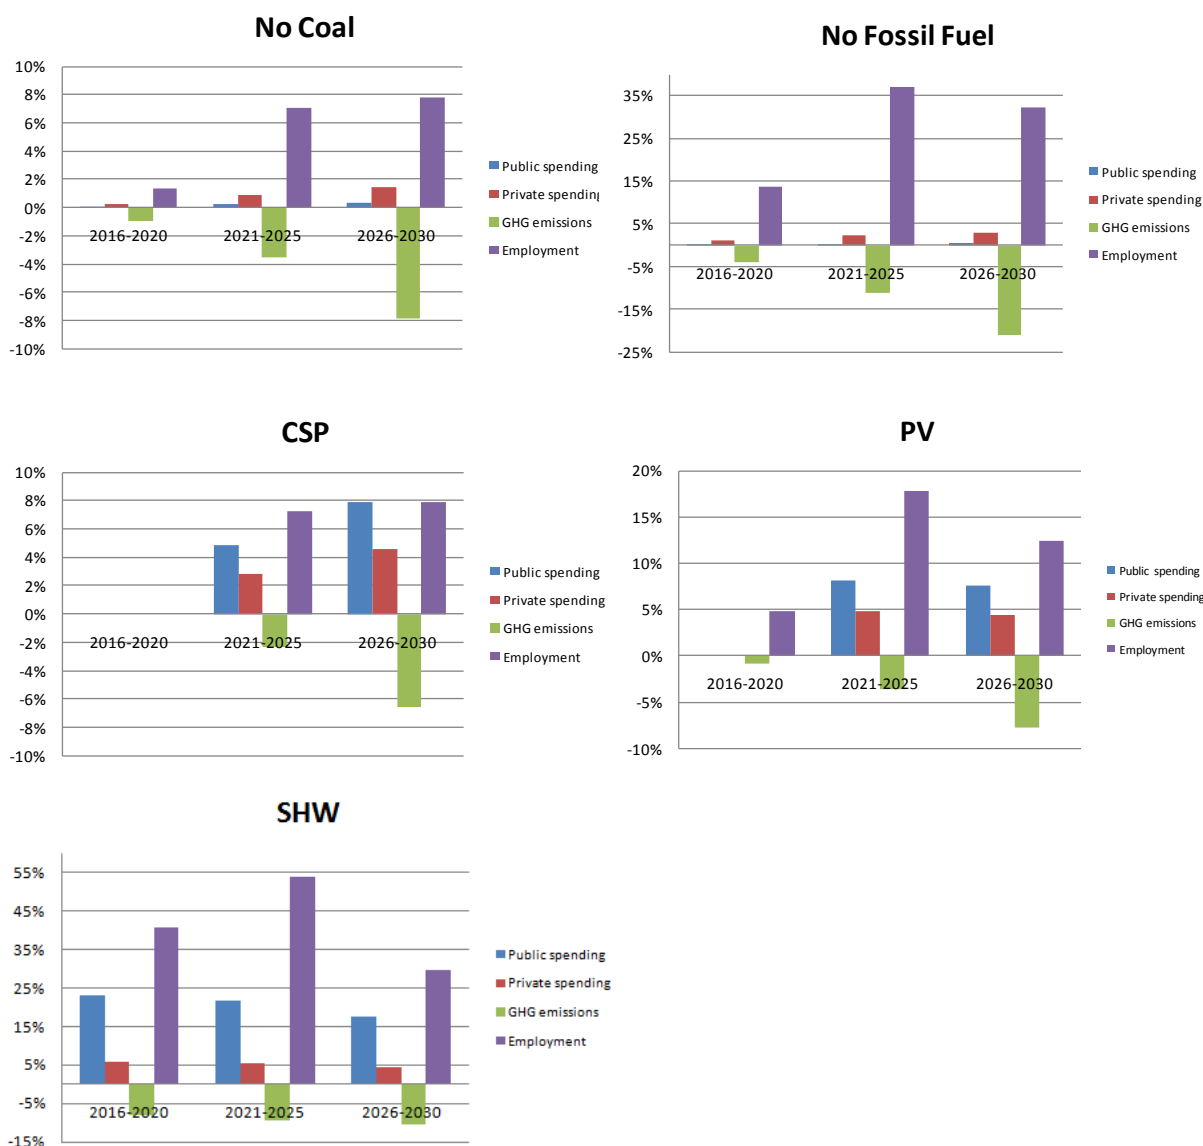 No Coal
10%
8%
6%
4%
2%
0%
-2%
-4%
-6%
-8%
-10%
2016-2020
2021-2025
2026-2030
Public spending
Private spending
GHG emissions
Employment
No Fossil Fuel
35%
25%
15%
5%
-5%
-15%
-25%
2016-2020
2021-2025
2026-2030
Public spending
Private spending
GHG emissions
Employment
CSP
10%
8%
6%
4%
2%
0%
-2%
-4%
-6%
-8%
-10%
2016-2020
2021-2025
2026-2030
Public spending
Private spending
GHG emissions
Employment
PV
20%
15%
10%
5%
0%
-5%
-10%
2016-2020
2021-2025
2026-2030
Public spending
Private spending
GHG emissions
Employment
SHW
55%
45%
35%
25%
15%
5%
-5%
-15%
2016-2020
2021-2025
2026-2030
Public spending
Private spending
GHG emissions
Employment